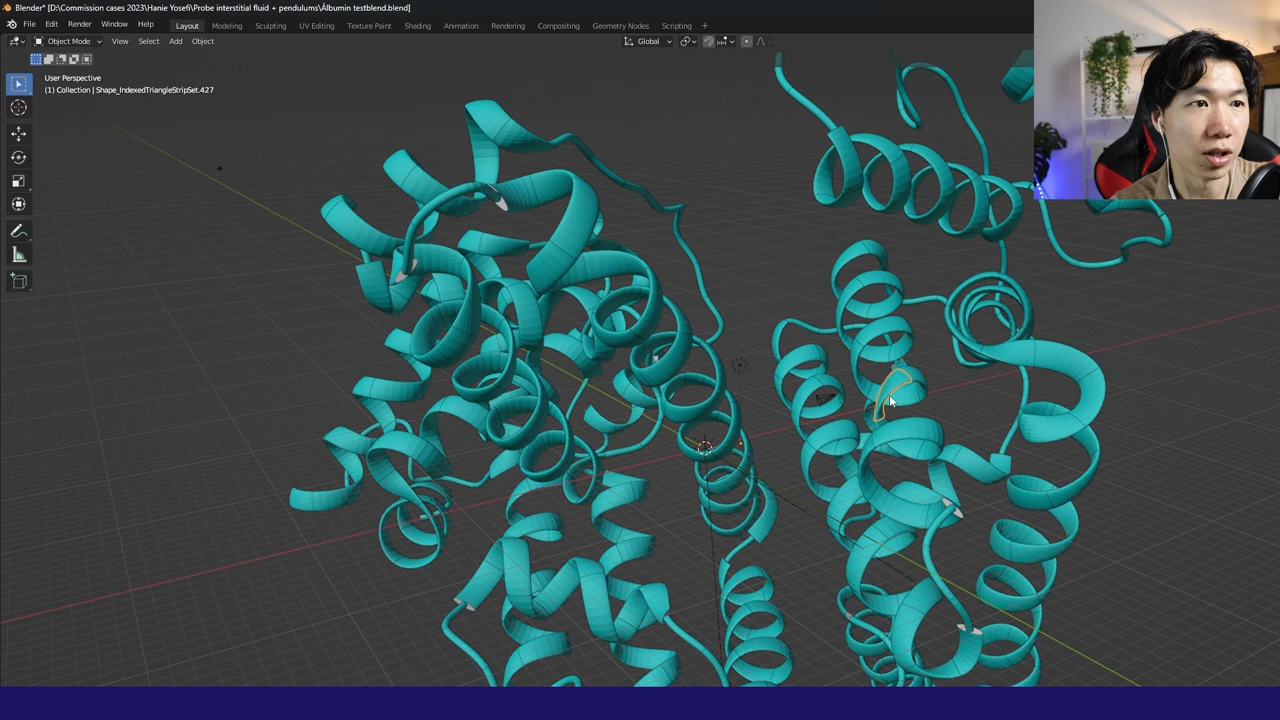 Blender* [D:\Commission cases 2023\Hanie Yosefi\Probe interstitial fluid + pendulums\Álbumin testblend.blend]
File Edit Render Window Help Layout Modeling Sculpting UV Editing Texture Paint Shading Animation Rendering Compositing Geometry Nodes Scripting +
Object Mode View Select Add Object Global
User Perspective
(1) Collection | Shape_IndexedTriangleStripSet.427